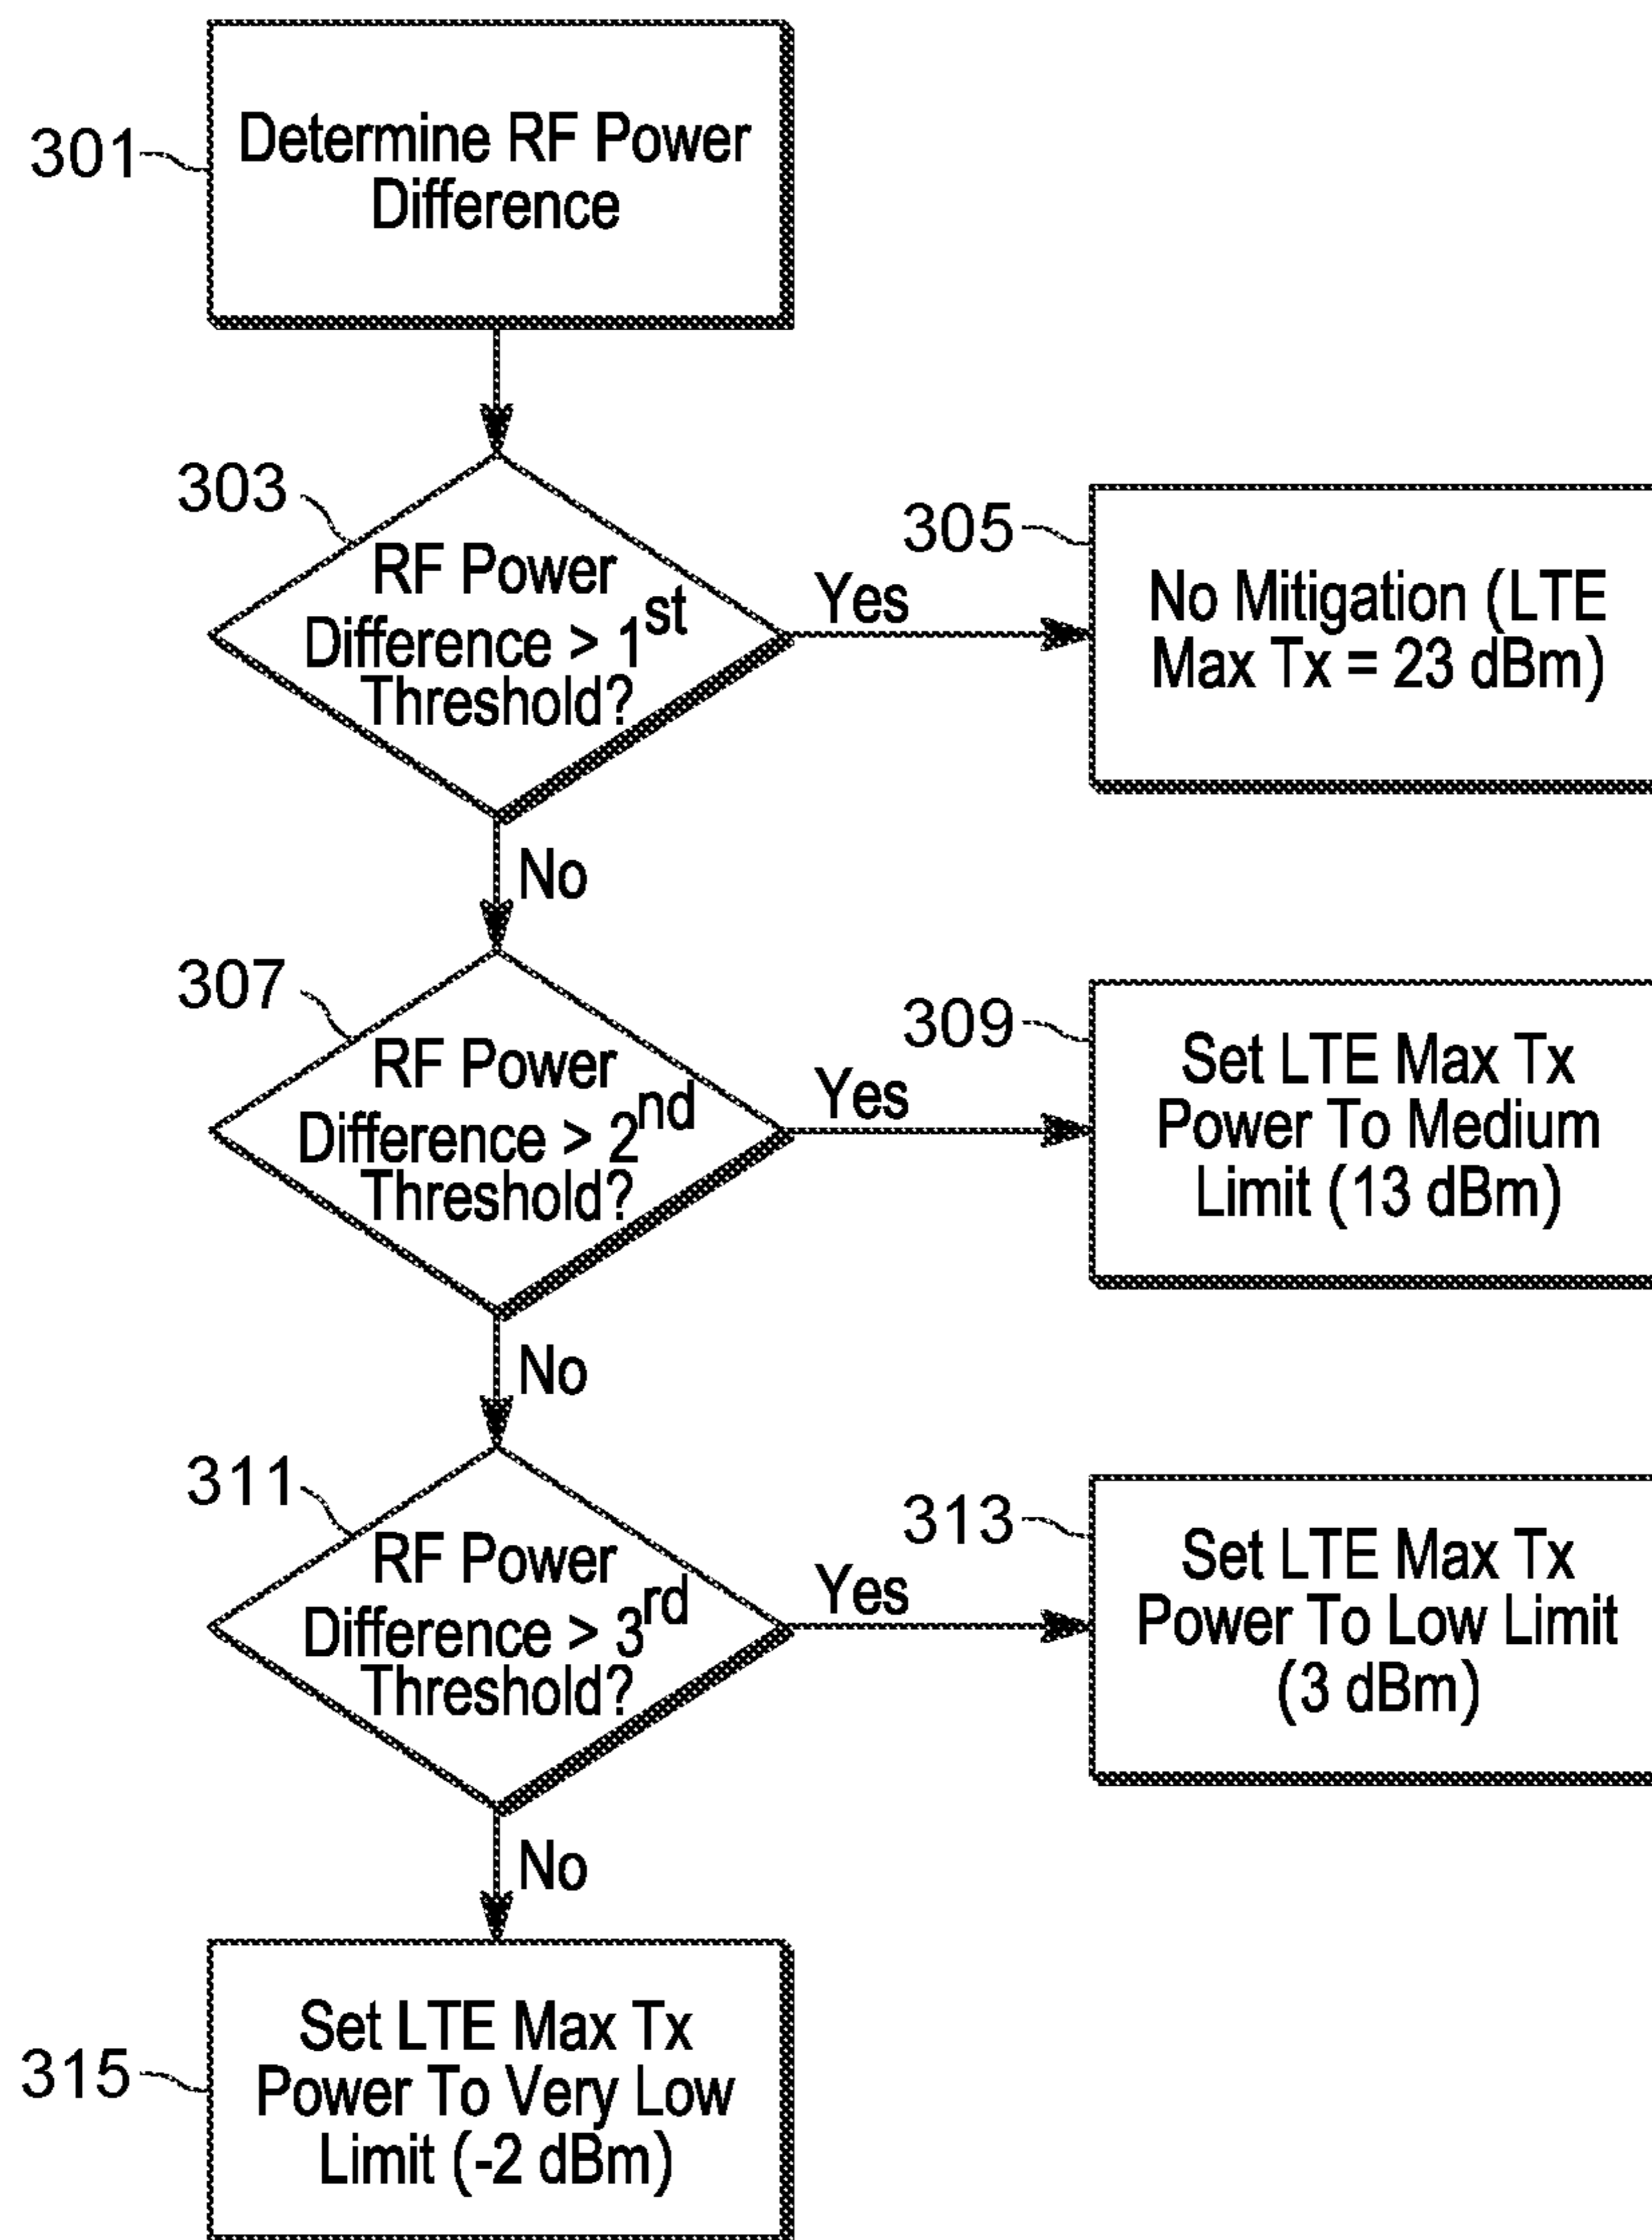 301
Determine RF Power
Difference
303
RF Power
Difference > 1st
Threshold?
Yes
305
No Mitigation (LTE
Max Tx = 23 dBm)
No
307
RF Power
Difference > 2nd
Threshold?
Yes
309
Set LTE Max Tx
Power To Medium
Limit (13 dBm)
No
311
RF Power
Difference > 3rd
Threshold?
Yes
313
Set LTE Max Tx
Power To Low Limit
(3 dBm)
No
315
Set LTE Max Tx
Power To Very Low
Limit (-2 dBm)